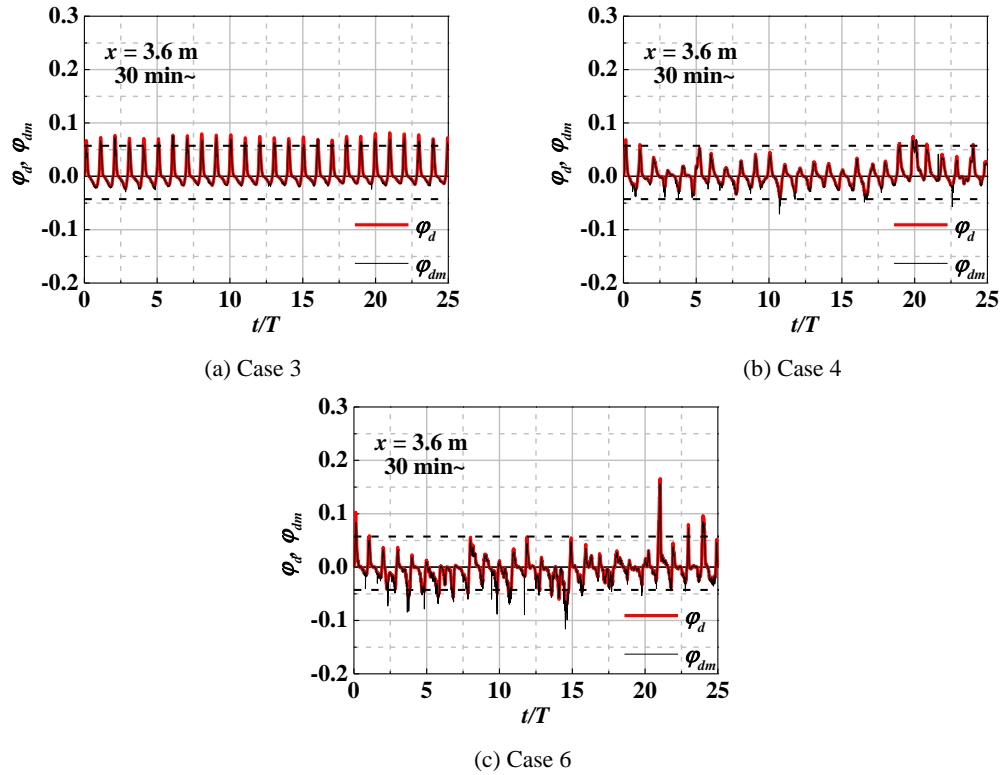 0.3
0.2
0.1
0.0
-0.1
-0.2
φd, φdm
x = 3.6 m
30 min~
φd
φdm
0 5 10 15 20 25
t/T
(a) Case 3
0.3
0.2
0.1
0.0
-0.1
-0.2
φd, φdm
x = 3.6 m
30 min~
φd
φdm
0 5 10 15 20 25
t/T
(b) Case 4
0.3
0.2
0.1
0.0
-0.1
-0.2
φd, φdm
x = 3.6 m
30 min~
φd
φdm
0 5 10 15 20 25
t/T
(c) Case 6